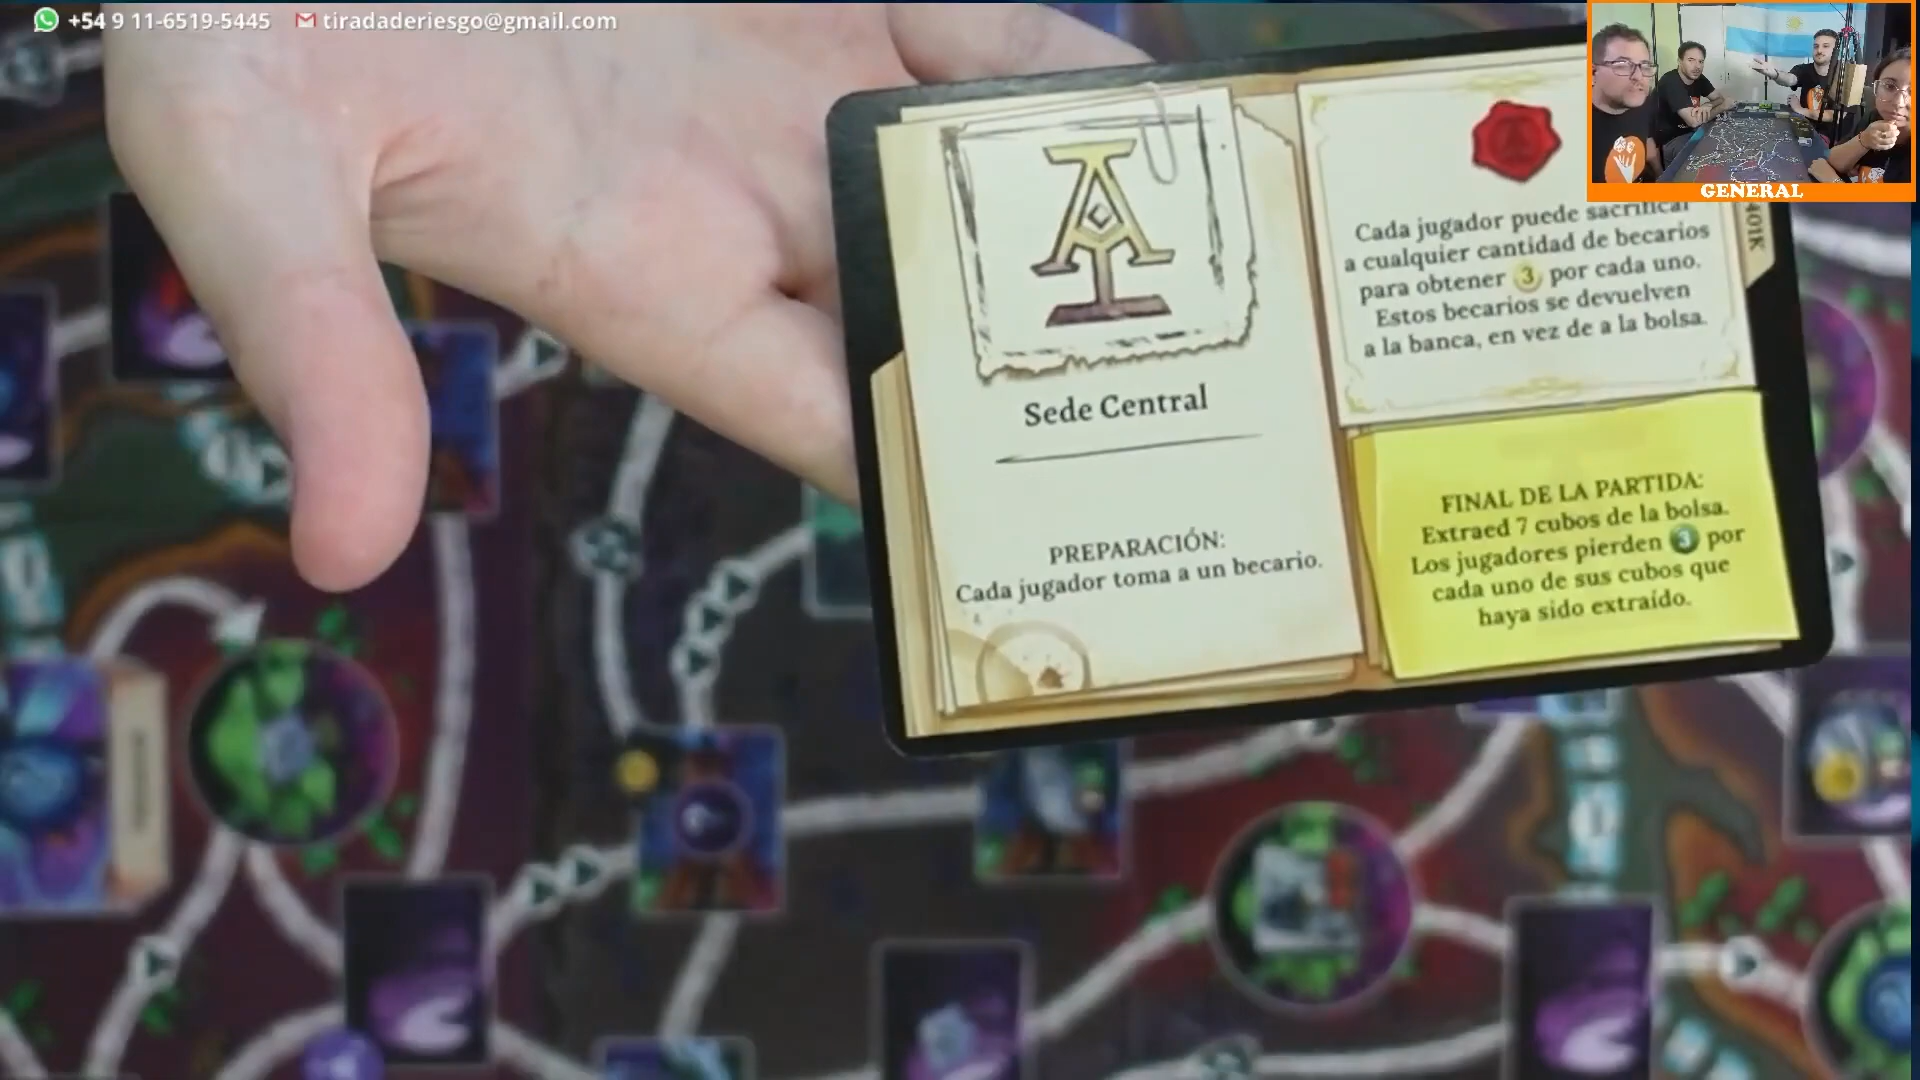 +54 9 11-6519-5445 tiradaderiesgo@gmail.com
GENERAL
Sede Central
PREPARACIÓN:
Cada jugador toma a un becario.
Cada jugador puede sacrificar
a cualquier cantidad de becarios
para obtener 3 por cada uno.
Estos becarios se devuelven
a la banca, en vez de a la bolsa.
FINAL DE LA PARTIDA:
Extraed 7 cubos de la bolsa.
Los jugadores pierden 3 por
cada uno de sus cubos que
haya sido extraído.